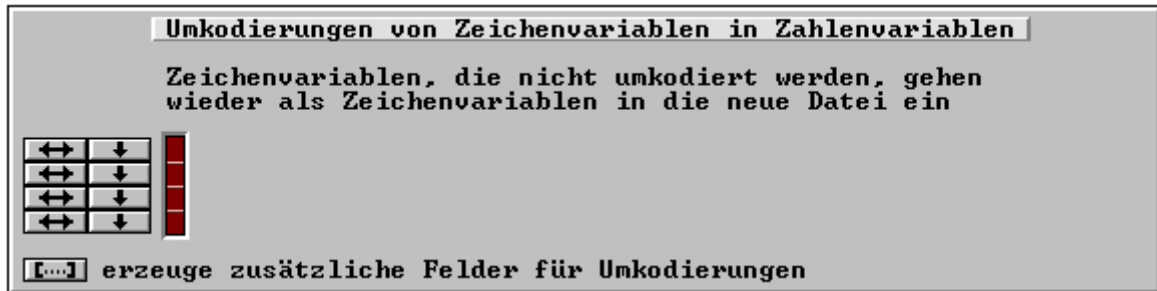 Umkodierungen von Zeichenvariablen in Zahlenvariablen
Zeichenvariablen, die nicht umkodiert werden, gehen
wieder als Zeichenvariablen in die neue Datei ein
[....] erzeuge zusätzliche Felder für Umkodierungen